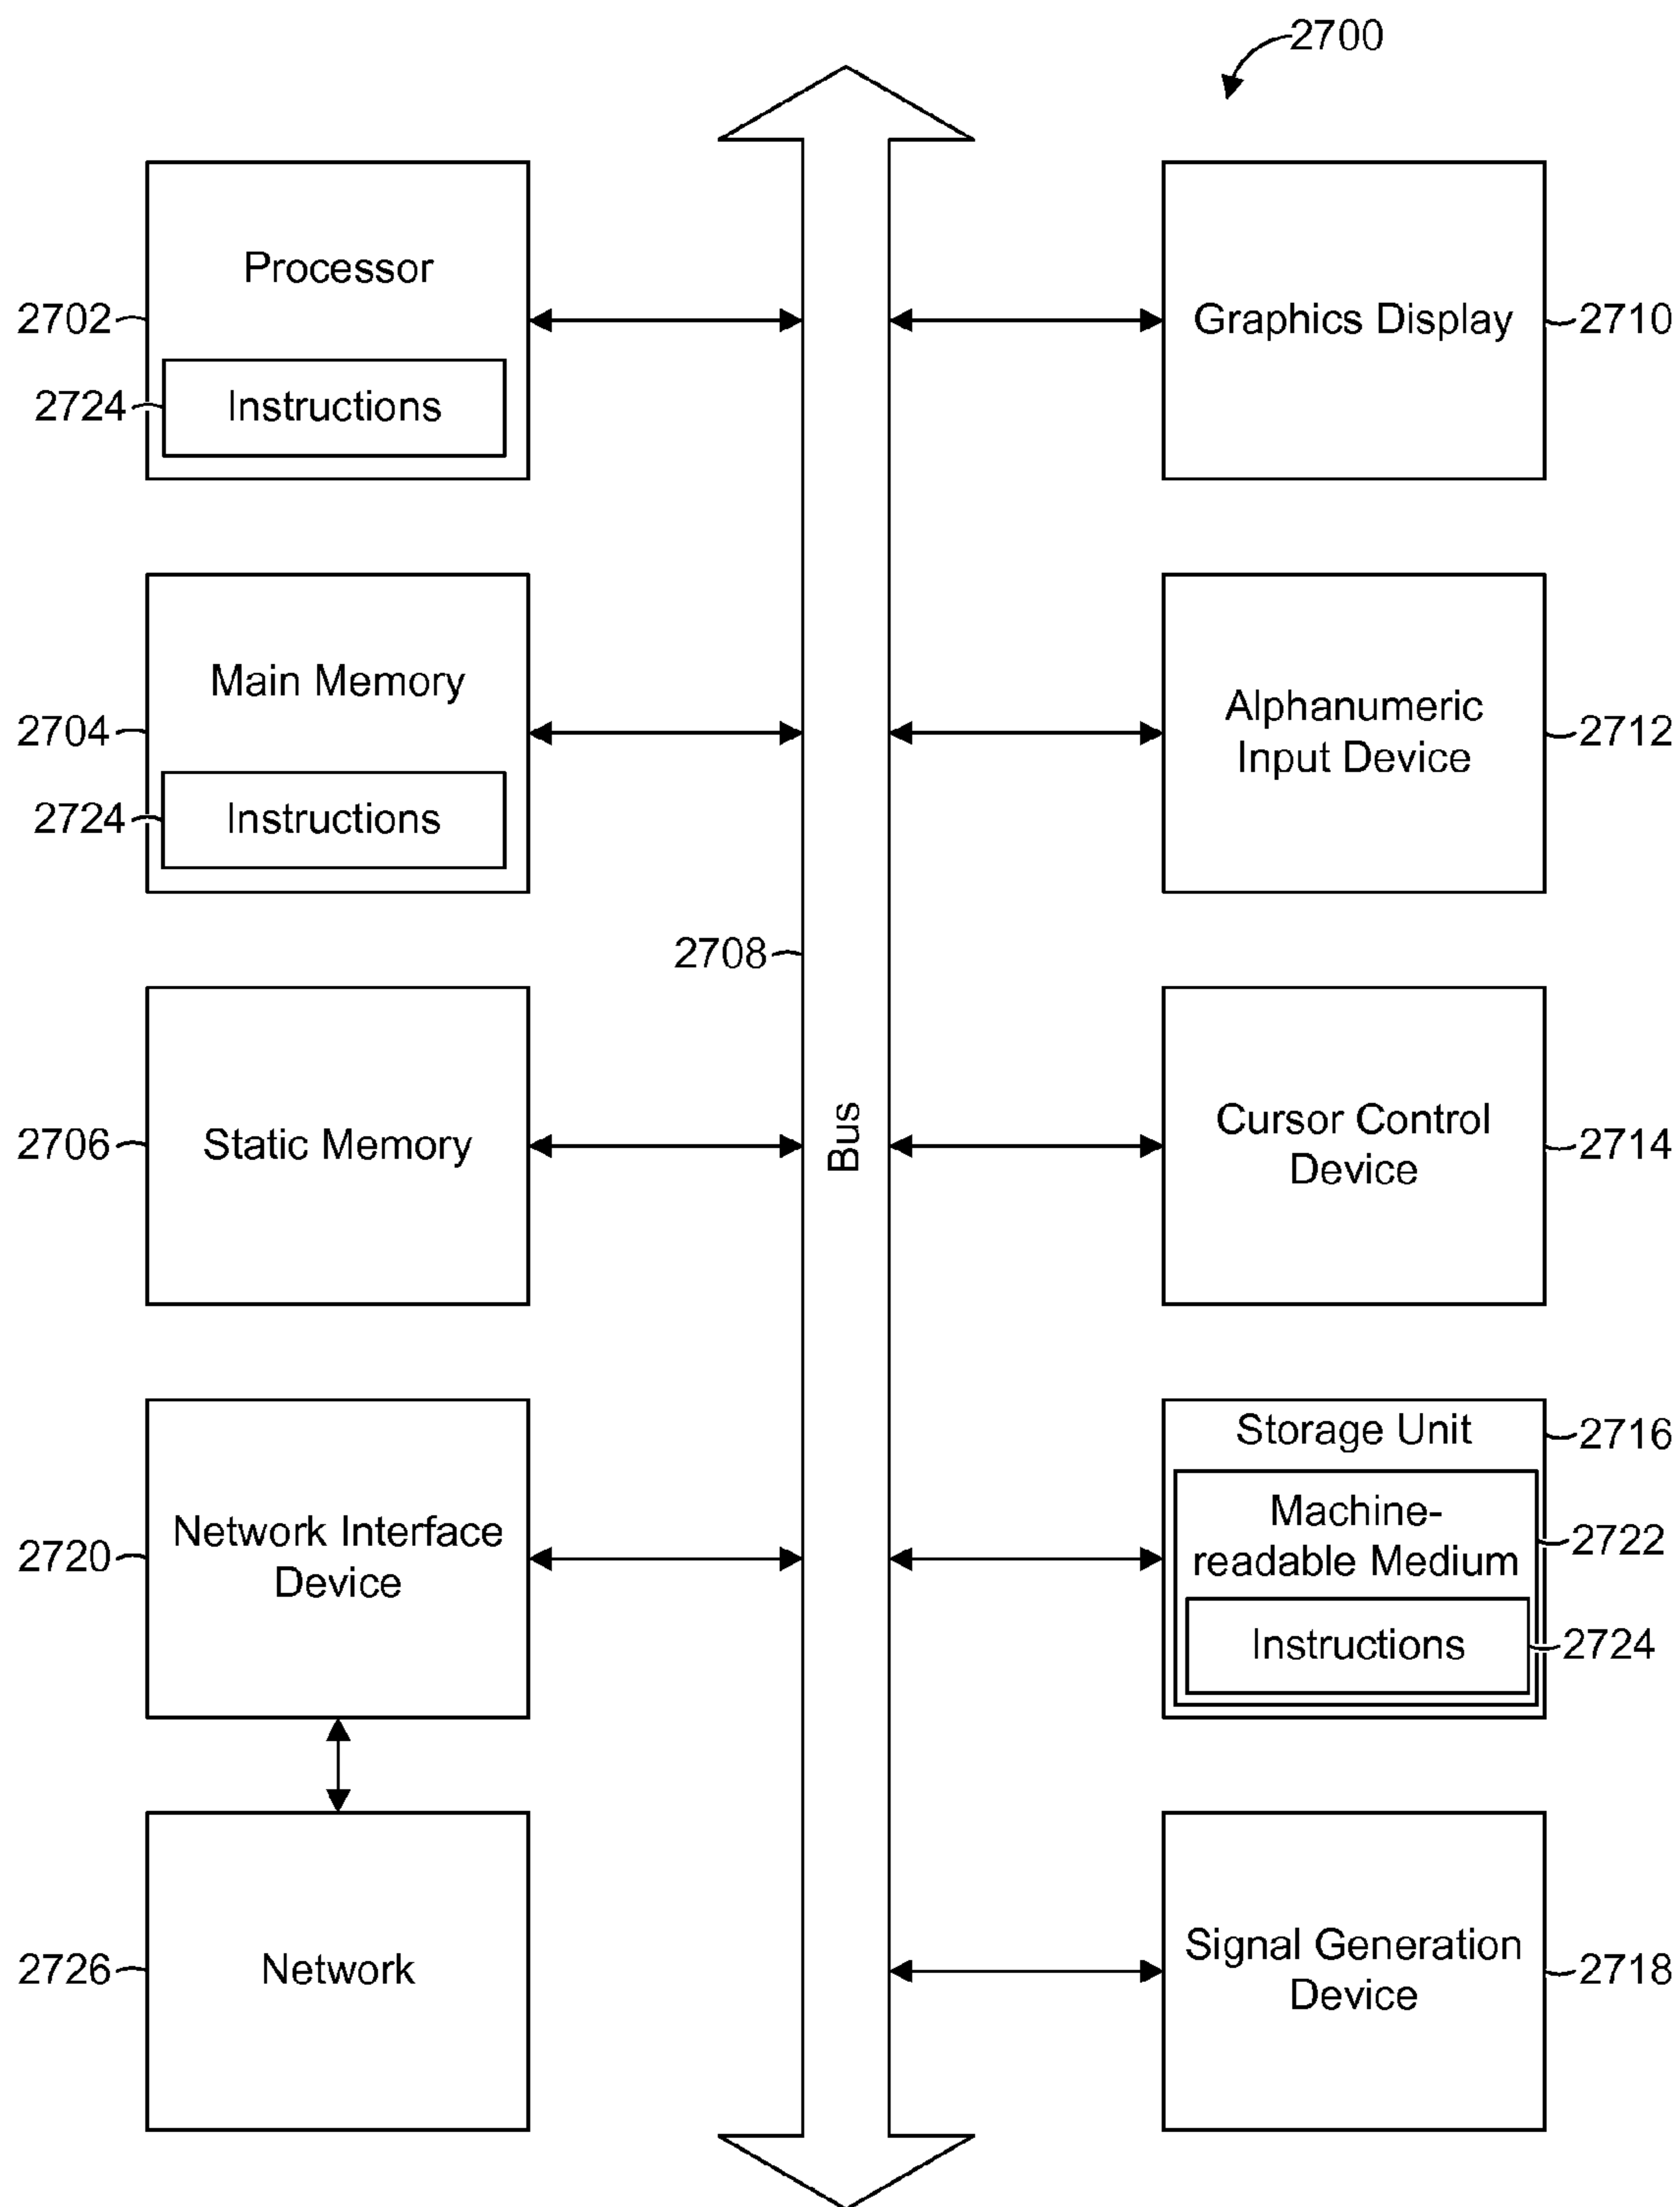 2700
Processor
2702
2724
Instructions
Graphics Display
2710
Main Memory
2704
2724
Instructions
Alphanumeric
Input Device
2712
2708
Bus
Static Memory
2706
Cursor Control
Device
2714
Network Interface
Device
2720
Storage Unit
2716
Machine-
readable Medium
2722
Instructions
2724
Network
2726
Signal Generation
Device
2718